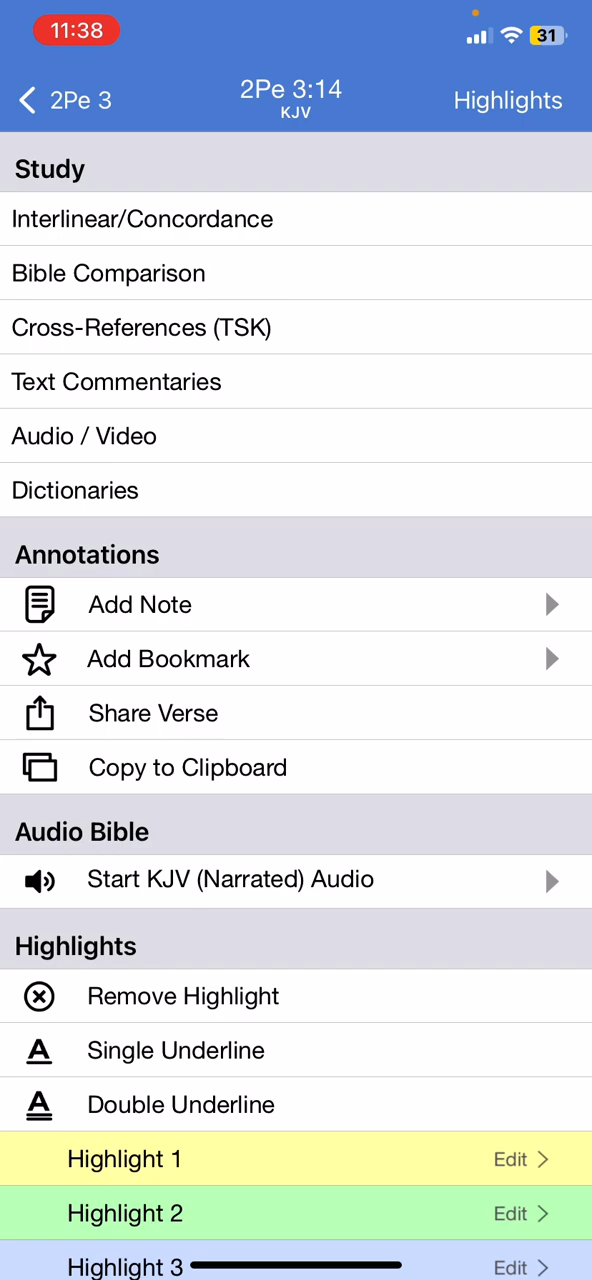 11:38
31
2Pe 3
2Pe 3:14
KJV
Highlights
Study
Interlinear/Concordance
Bible Comparison
Cross-References (TSK)
Text Commentaries
Audio / Video
Dictionaries
Annotations
Add Note
Add Bookmark
Share Verse
Copy to Clipboard
Audio Bible
Start KJV (Narrated) Audio
Highlights
Remove Highlight
A Single Underline
A Double Underline
Highlight 1 Edit
Highlight 2 Edit
Highlight 3 Edit